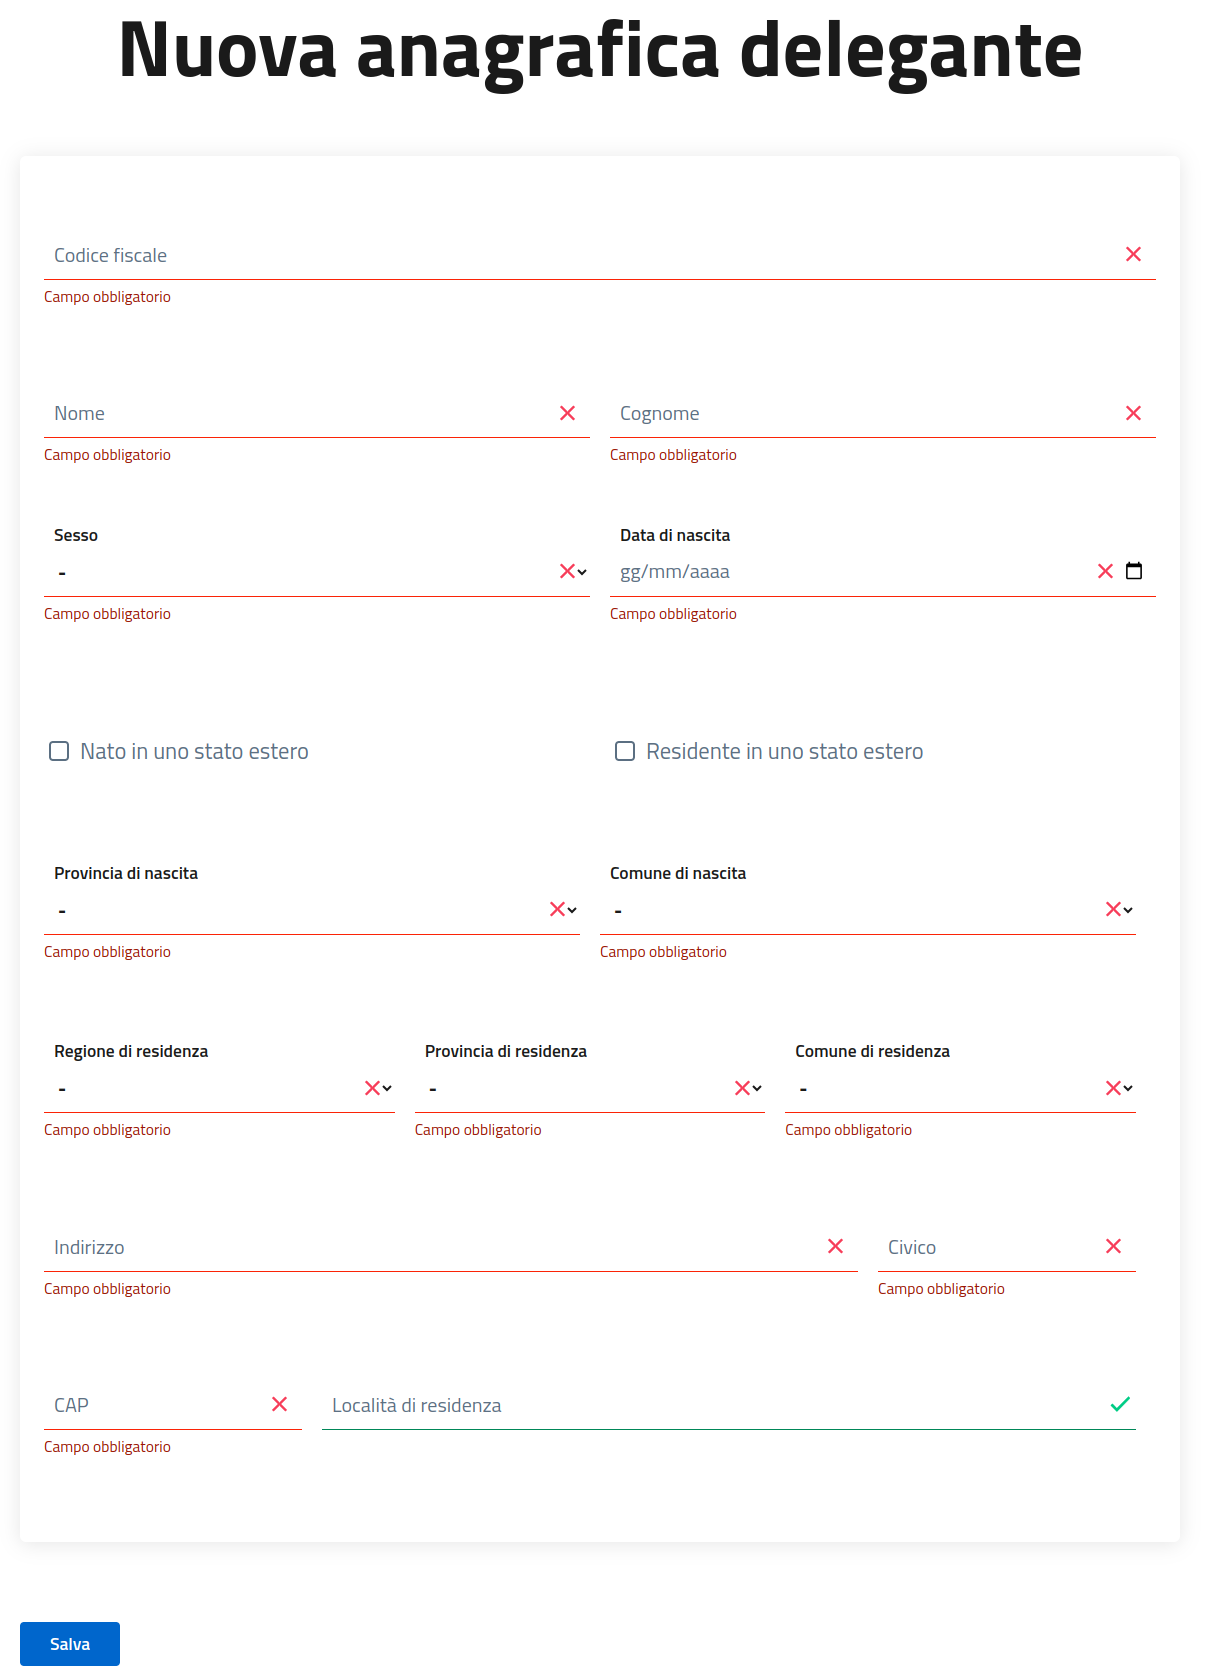 Nuova anagrafica delegante
Codice fiscale
Campo obbligatorio
Nome
Cognome
Campo obbligatorio
Campo obbligatorio
Sesso
Data di nascita
-
gg/mm/aaaa
Campo obbligatorio
Campo obbligatorio
Nato in uno stato estero
Residente in uno stato estero
Provincia di nascita
Comune di nascita
-
-
Campo obbligatorio
Campo obbligatorio
Regione di residenza
Provincia di residenza
Comune di residenza
-
-
-
Campo obbligatorio
Campo obbligatorio
Campo obbligatorio
Indirizzo
Civico
Campo obbligatorio
Campo obbligatorio
CAP
Località di residenza
Campo obbligatorio
Salva